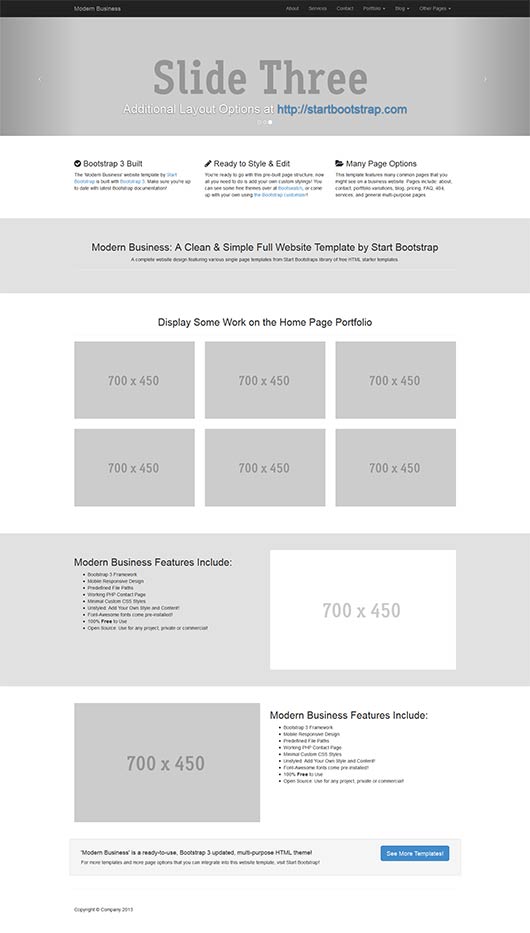 Modern Business
About Services Contact Portfolio Blog Other Pages
Slide Three
Additional Layout Options at http://startbootstrap.com
Bootstrap 3 Built
The 'Modern Business' website template by Start
Bootstrap is built with Bootstrap 3. Make sure you're up
to date with latest Bootstrap documentation!
Ready to Style & Edit
You're ready to go with this pre-built page structure, now
all you need to do is add your own custom stylings! You
can see some free themes over at Bootswatch, or come
up with your own using the Bootstrap customizer!
Many Page Options
This template features many common pages that you
might see on a business website. Pages include: about,
contact, portfolio variations, blog, pricing, FAQ, 404,
services, and general multi-purpose pages.
Modern Business: A Clean & Simple Full Website Template by Start Bootstrap
A complete website design featuring various single page templates from Start Bootstraps library of free HTML starter templates.
Display Some Work on the Home Page Portfolio
700 x 450
700 x 450
700 x 450
700 x 450
700 x 450
700 x 450
Modern Business Features Include:
Bootstrap 3 Framework
Mobile Responsive Design
Predefined File Paths
Working PHP Contact Page
Minimal Custom CSS Styles
Unstyled: Add Your Own Style and Content!
Font-Awesome fonts come pre-installed!
100% Free to Use
Open Source: Use for any project, private or commercial!
700 x 450
700 x 450
Modern Business Features Include:
Bootstrap 3 Framework
Mobile Responsive Design
Predefined File Paths
Working PHP Contact Page
Minimal Custom CSS Styles
Unstyled: Add Your Own Style and Content!
Font-Awesome fonts come pre-installed!
100% Free to Use
Open Source: Use for any project, private or commercial!
'Modern Business' is a ready-to-use, Bootstrap 3 updated, multi-purpose HTML theme!
For more templates and more page options that you can integrate into this website template, visit Start Bootstrap!
See More Templates!
Copyright © Company 2013